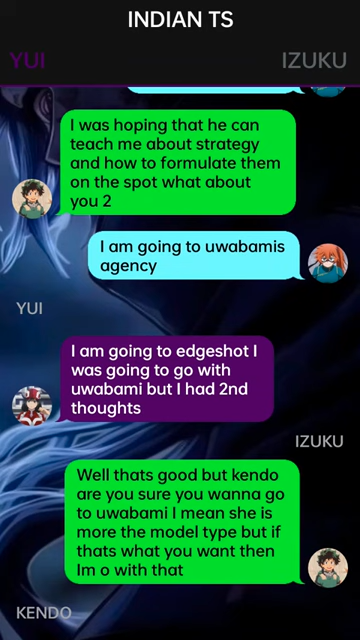 INDIAN TS
YUI
IZUKU
I was hoping that he can
teach me about strategy
and how to formulate them
on the spot what about
you 2
I am going to uwabamis
agency
YUI
I am going to edgeshot I
was going to go with
uwabami but I had 2nd
thoughts
IZUKU
Well thats good but kendo
are you sure you wanna go
to uwabami I mean she is
more the model type but if
thats what you want then
Im o with that
KENDO